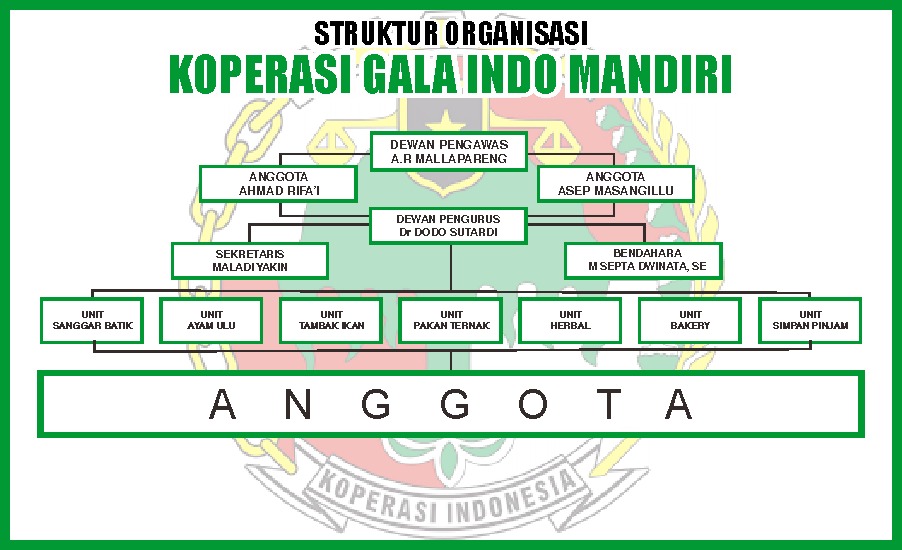 STRUKTUR ORGANISASI
KOPERASI GALA INDO MANDIRI
DEWAN PENGAWAS
A.R MALLAPARENG
ANGGOTA
AHMAD RIFA'I
ANGGOTA
ASEP MASANGILLU
DEWAN PENGURUS
Dr DODO SUTARDI
SEKRETARIS
MALADI YAKIN
BENDAHARA
M SEPTA DWINATA, SE
UNIT
SANGGAR BATIK
UNIT
AYAM ULU
UNIT
TAMBAK IKAN
UNIT
PAKAN TERNAK
UNIT
HERBAL
UNIT
BAKERY
UNIT
SIMPAN PINJAM
A N G G O T A
KOPERASI INDONESIA